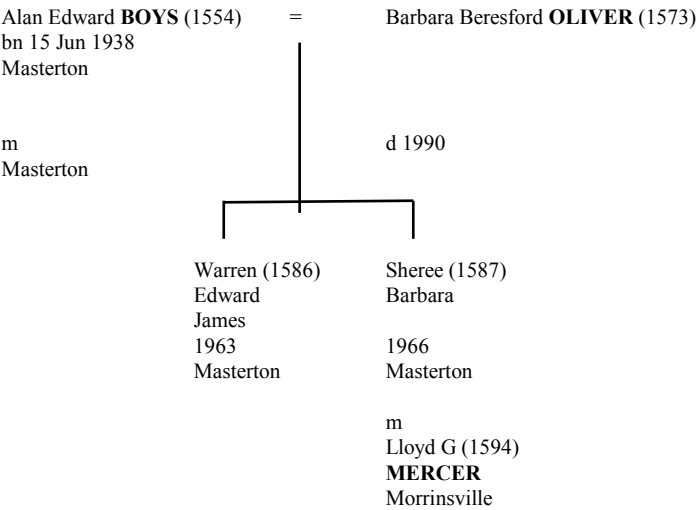 Alan Edward BOYS (1554) = Barbara Beresford OLIVER (1573)
bn 15 Jun 1938
Masterton
m d 1990
Masterton
Warren (1586) Sheree (1587)
Edward Barbara
James
1963 1966
Masterton Masterton
m
Lloyd G (1594)
MERCER
Morrinsville